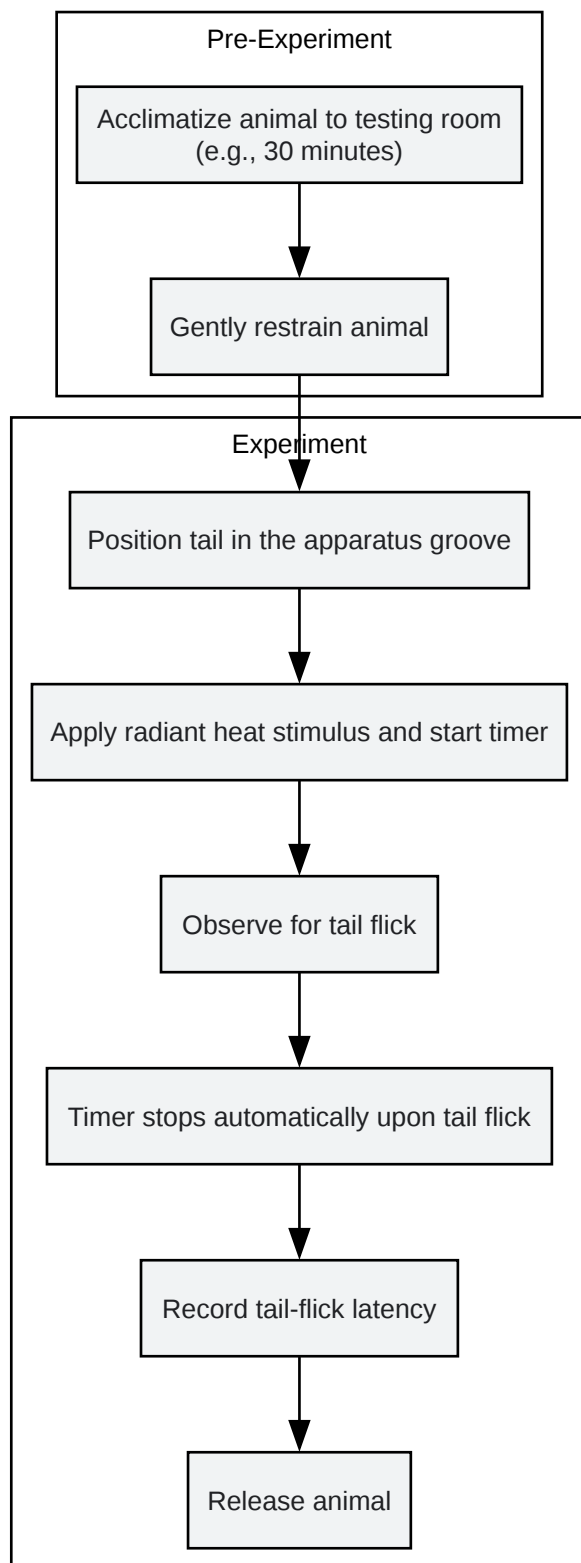 Pre-Experiment
Acclimatize animal to testing room
(e.g., 30 minutes)
Gently restrain animal
Experiment
Position tail in the apparatus groove
Apply radiant heat stimulus and start timer
Observe for tail flick
Timer stops automatically upon tail flick
Record tail-flick latency
Release animal